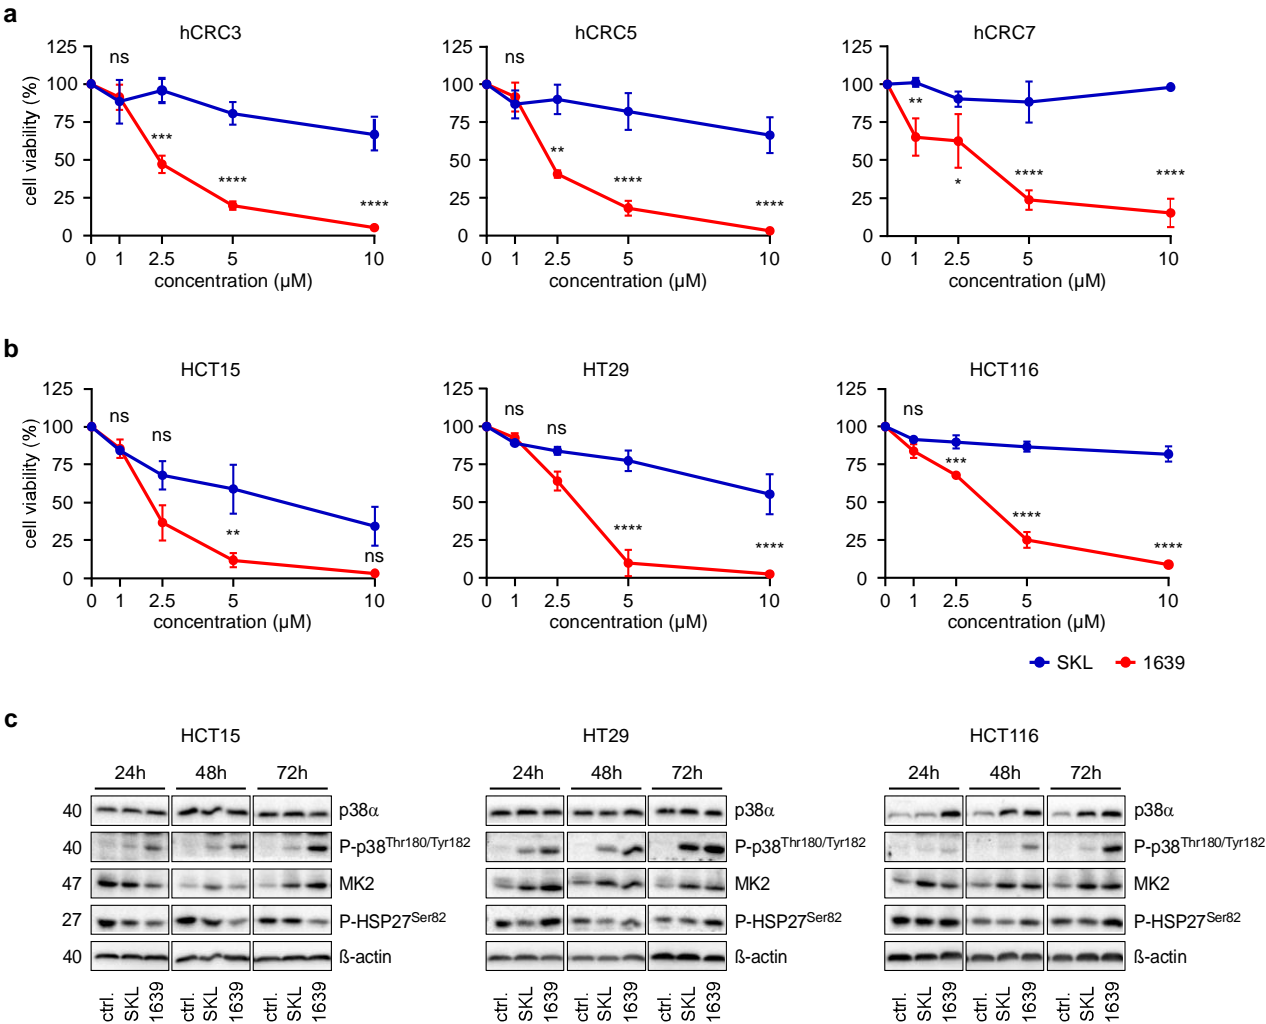 a
hCRC3 hCRC5 hCRC7
cell viability (%)
125 100 75 50 25 0
ns *** **** ****
0 1 2.5 5 10
concentration (µM)
125 100 75 50 25 0
ns ** **** ****
0 1 2.5 5 10
concentration (µM)
125 100 75 50 25 0
** * **** ****
0 1 2.5 5 10
concentration (µM)
b
HCT15 HT29 HCT116
cell viability (%)
125 100 75 50 25 0
ns ns ** ns
0 1 2.5 5 10
concentration (µM)
125 100 75 50 25 0
ns ns **** ****
0 1 2.5 5 10
concentration (µM)
125 100 75 50 25 0
ns *** **** ****
0 1 2.5 5 10
concentration (µM)
SKL 1639
c
HCT15 HT29 HCT116
24h 48h 72h 24h 48h 72h 24h 48h 72h
40 p38α p38α p38α
40 P-p38Thr180/Tyr182 P-p38Thr180/Tyr182 P-p38Thr180/Tyr182
47 MK2 MK2 MK2
27 P-HSP27Ser82 P-HSP27Ser82 P-HSP27Ser82
40 ß-actin ß-actin ß-actin
ctrl. SKL 1639 ctrl. SKL 1639 ctrl. SKL 1639 ctrl. SKL 1639 ctrl. SKL 1639 ctrl. SKL 1639 ctrl. SKL 1639 ctrl. SKL 1639 ctrl. SKL 1639